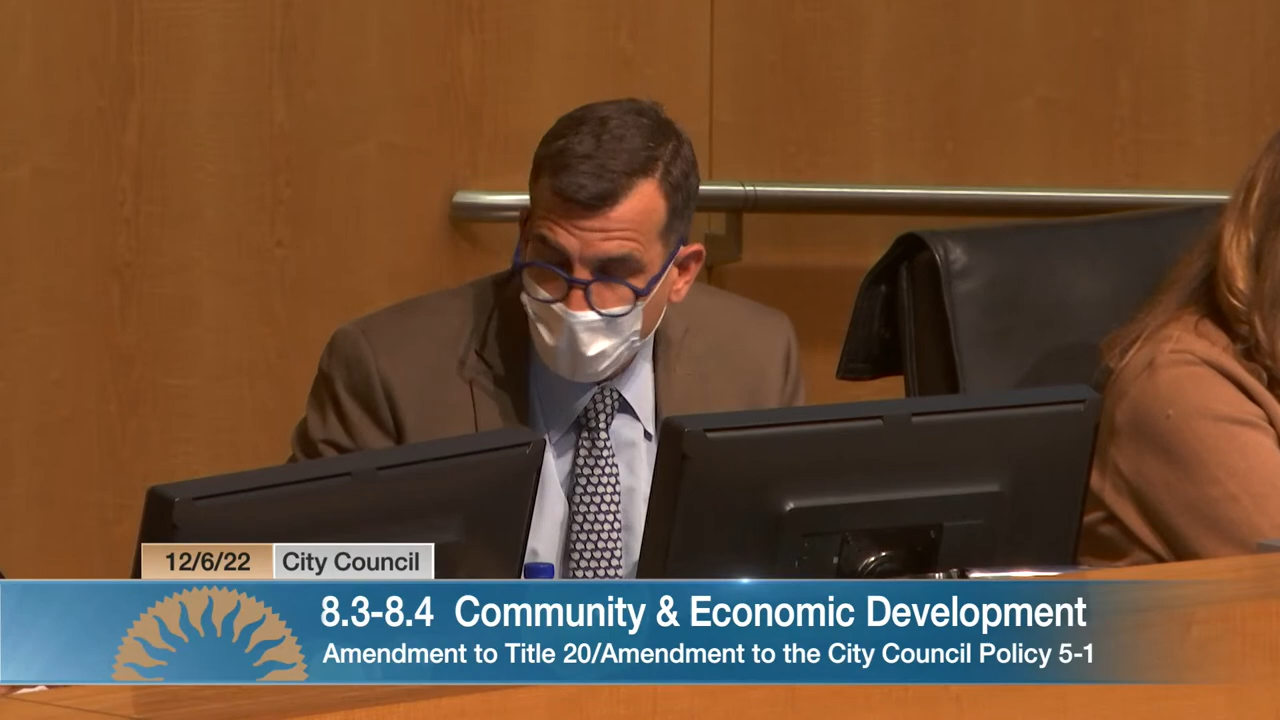 12/6/22 City Council
8.3-8.4 Community & Economic Development
Amendment to Title 20/Amendment to the City Council Policy 5-1